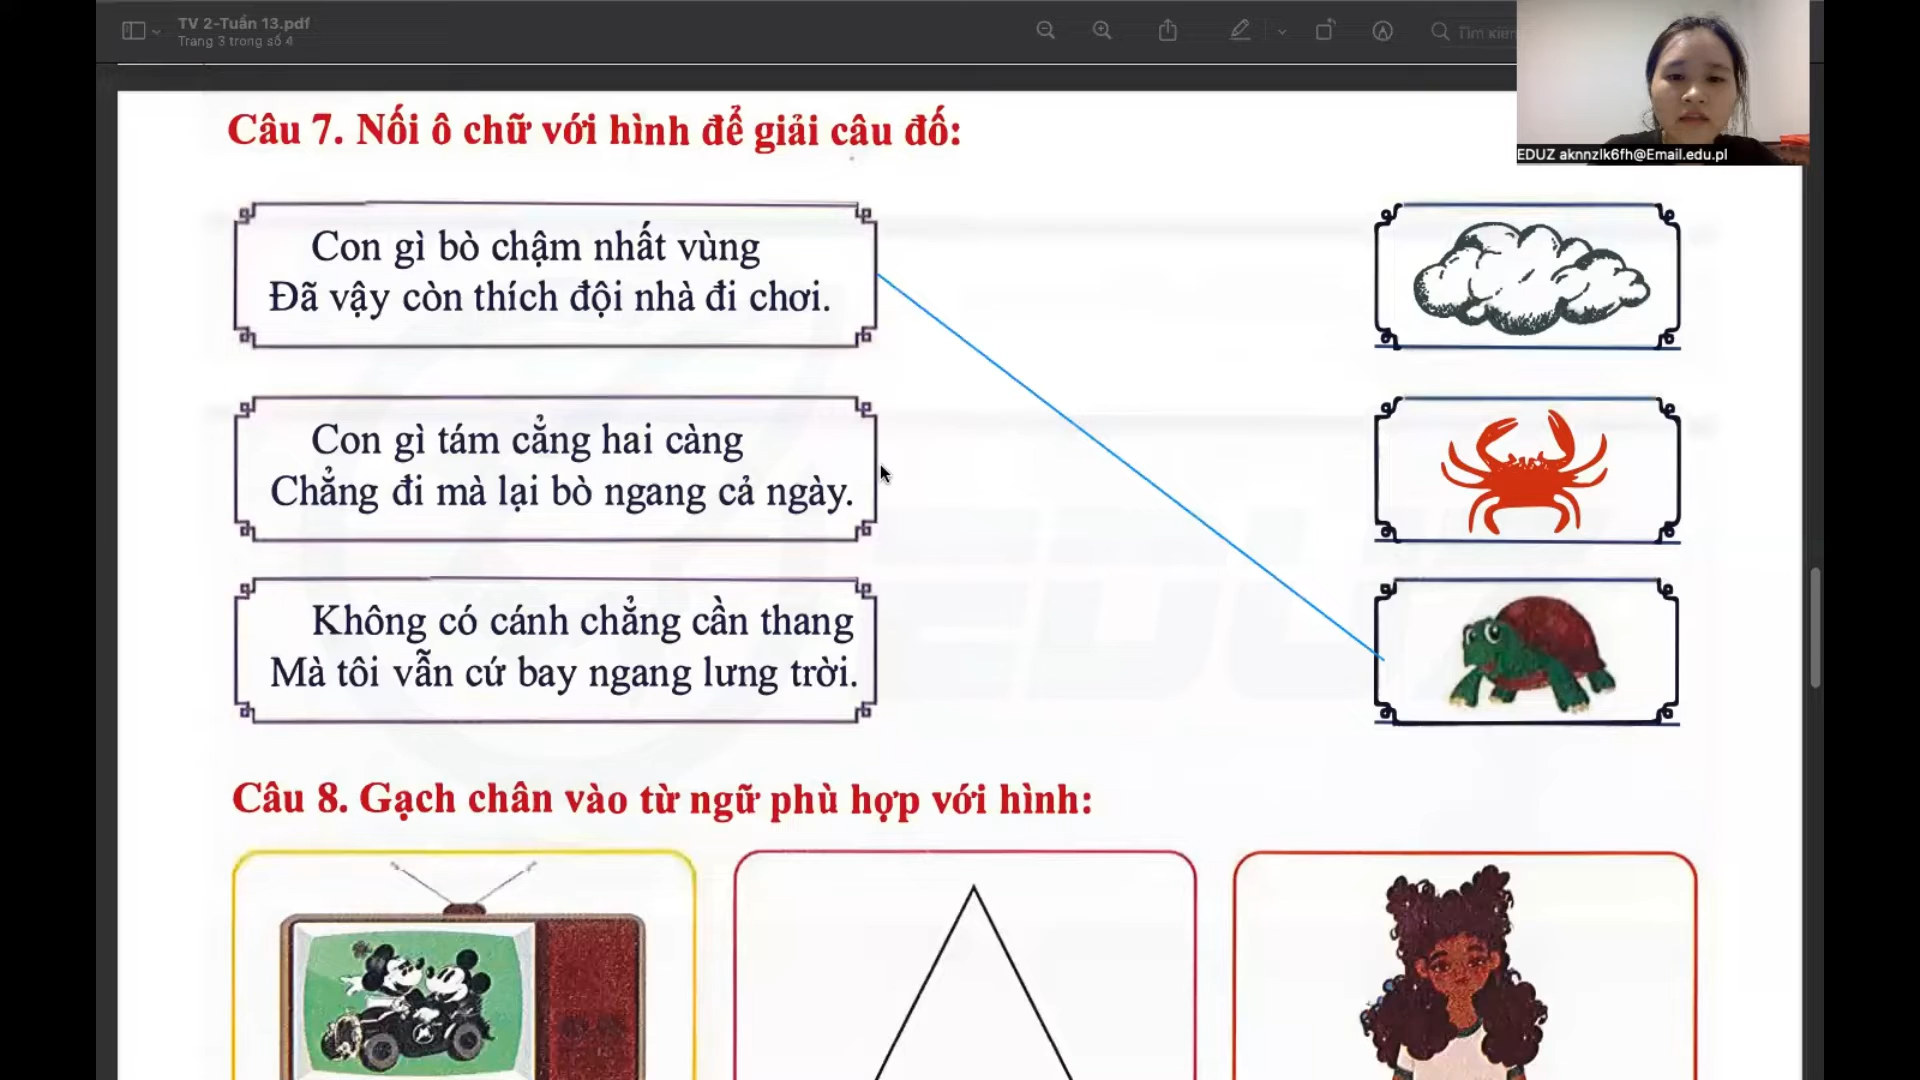 TV 2-Tuần 13.pdf
Trang 3 trong số 4
Tìm kiếm
EDUZ aknnzlk6fh@Email.edu.pl
Câu 7. Nối ô chữ với hình để giải câu đố:
Con gì bò chậm nhất vùng
Đã vậy còn thích đội nhà đi chơi.
Con gì tám cẳng hai càng
Chẳng đi mà lại bò ngang cả ngày.
Không có cánh chẳng cần thang
Mà tôi vẫn cứ bay ngang lưng trời.
EDUZ
Câu 8. Gạch chân vào từ ngữ phù hợp với hình: